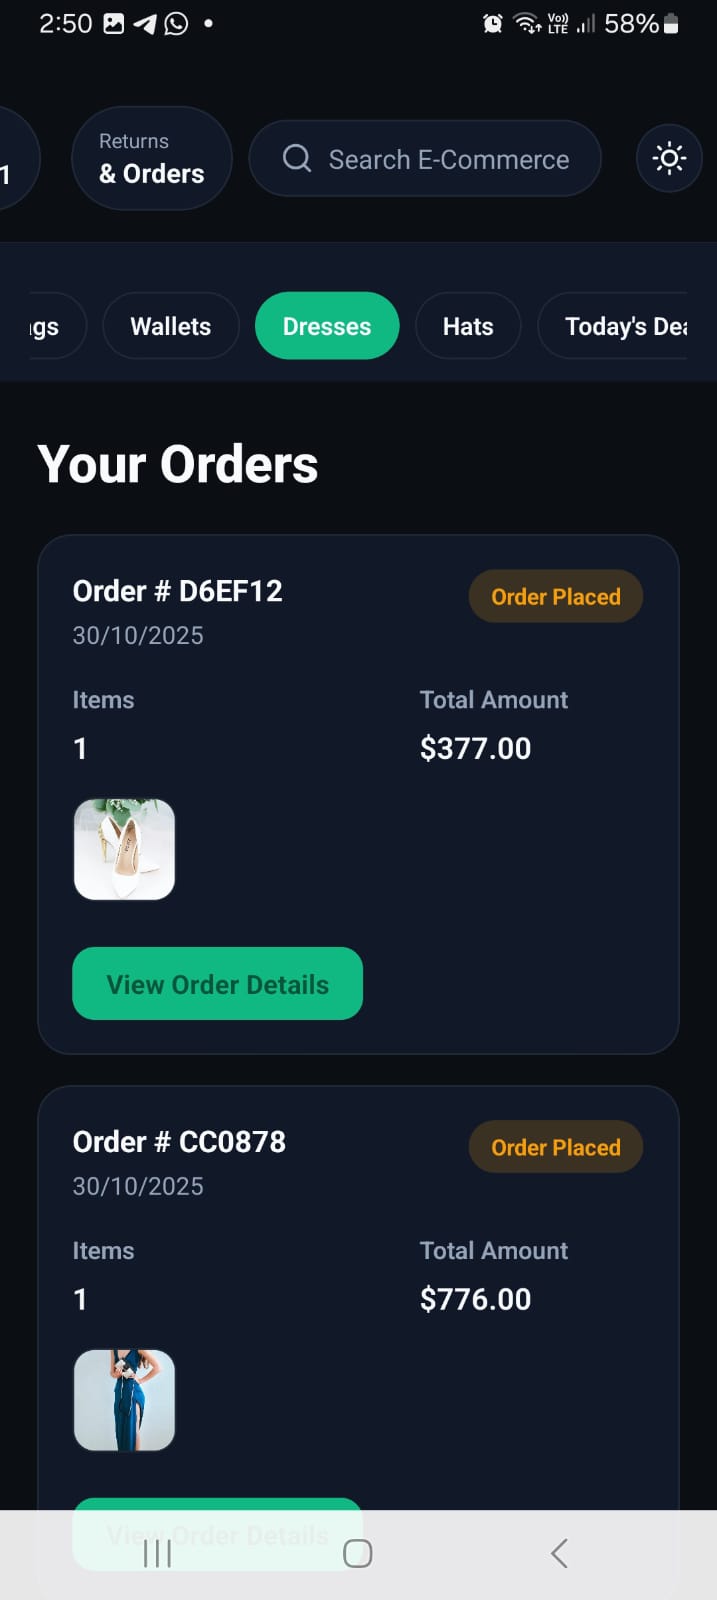 2:50
Vo))
LTE
58%
1
Returns
& Orders
Search E-Commerce
gs
Wallets
Dresses
Hats
Today's Dea
Your Orders
Order # D6EF12
Order Placed
30/10/2025
Items
Total Amount
1
$377.00
View Order Details
Order # CC0878
Order Placed
30/10/2025
Items
Total Amount
1
$776.00
View Order Details